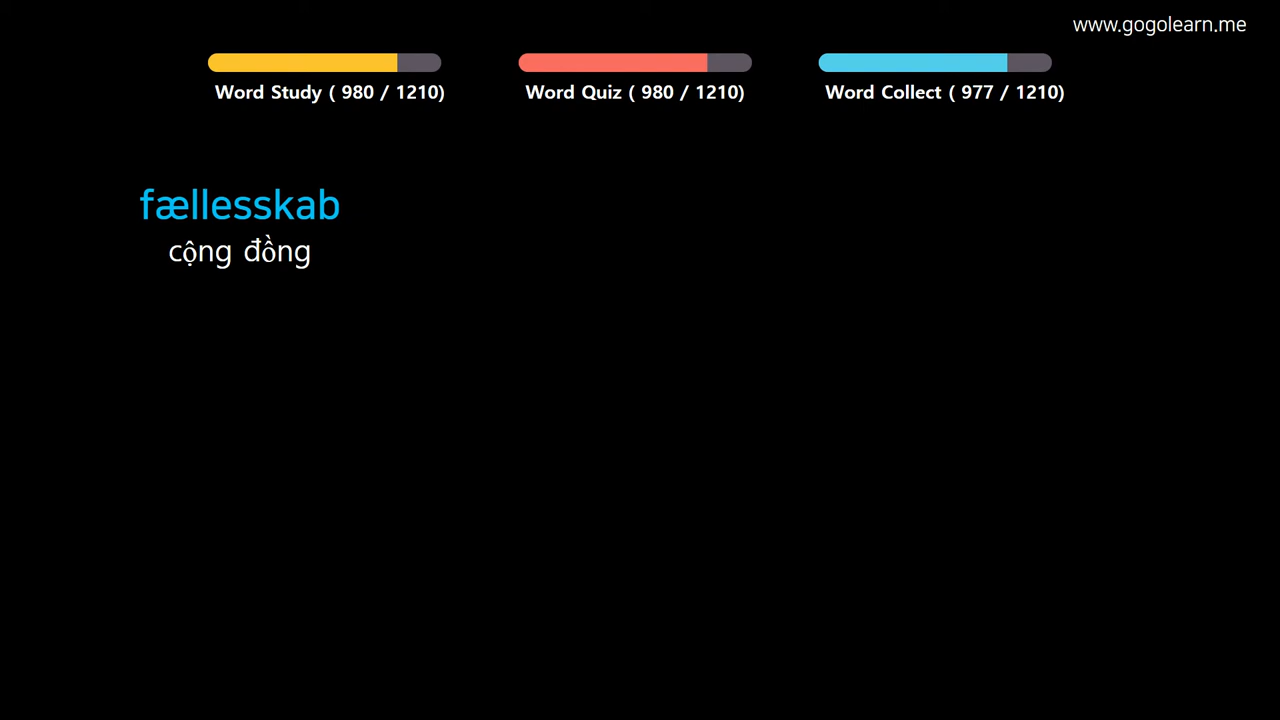 www.gogolearn.me
Word Study ( 980 / 1210)
Word Quiz ( 980 / 1210)
Word Collect ( 977 / 1210)
fællesskab
cộng đồng